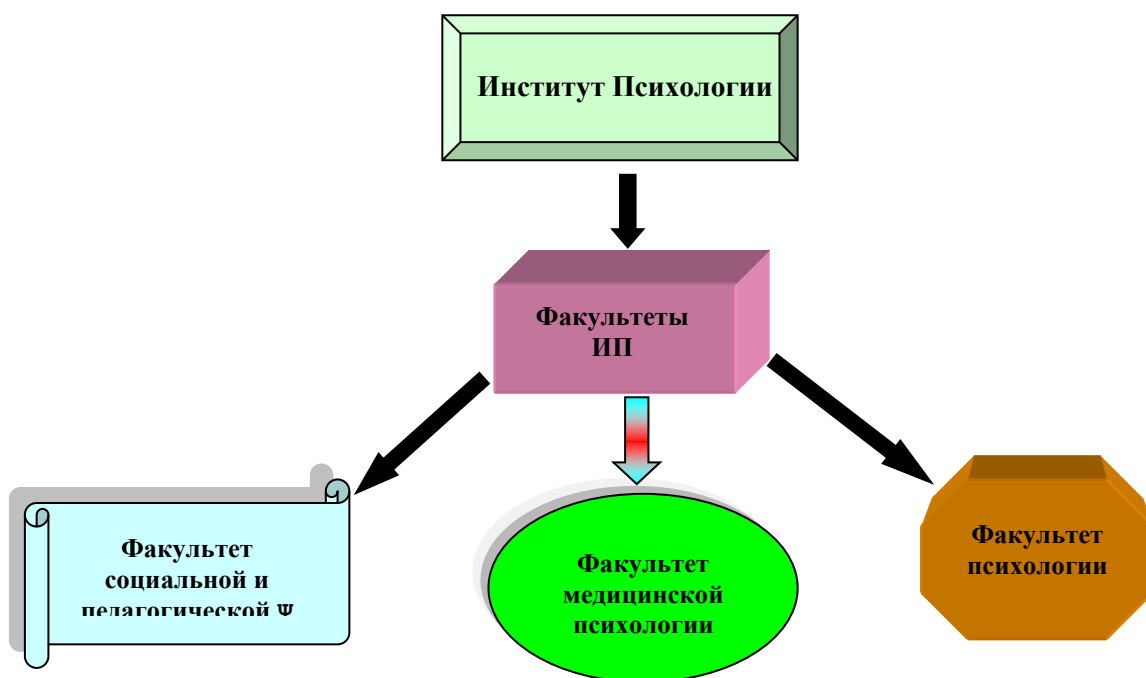 Институт Психологии
Факультеты
ИП
Факультет
социальной и
педагогической Ψ
Факультет
медицинской
психологии
Факультет
психологии